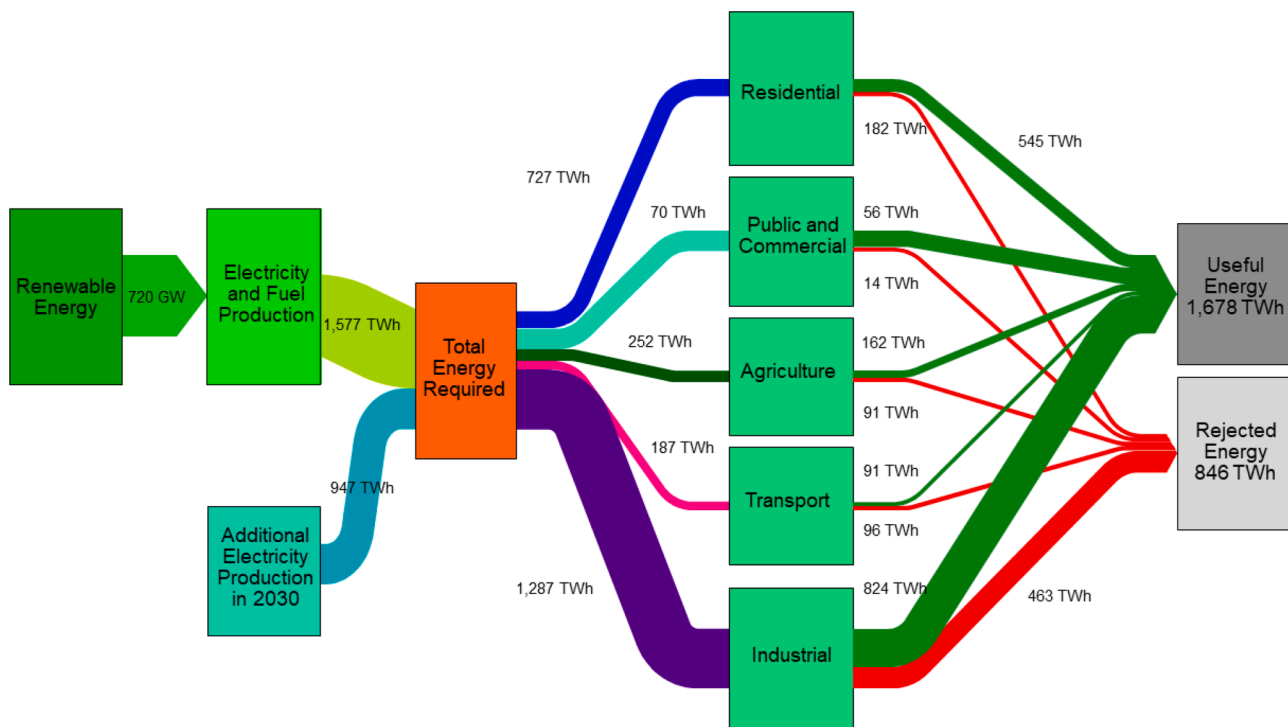 Renewable
Energy
720 GW
Electricity
and Fuel
Production
1,577 TWh
Additional
Electricity
Production
in 2030
947 TWh
Total
Energy
Required
727 TWh
70 TWh
252 TWh
187 TWh
1,287 TWh
Residential
Public and
Commercial
Agriculture
Transport
Industrial
182 TWh
545 TWh
56 TWh
14 TWh
162 TWh
91 TWh
91 TWh
96 TWh
824 TWh
463 TWh
Useful
Energy
1,678 TWh
Rejected
Energy
846 TWh